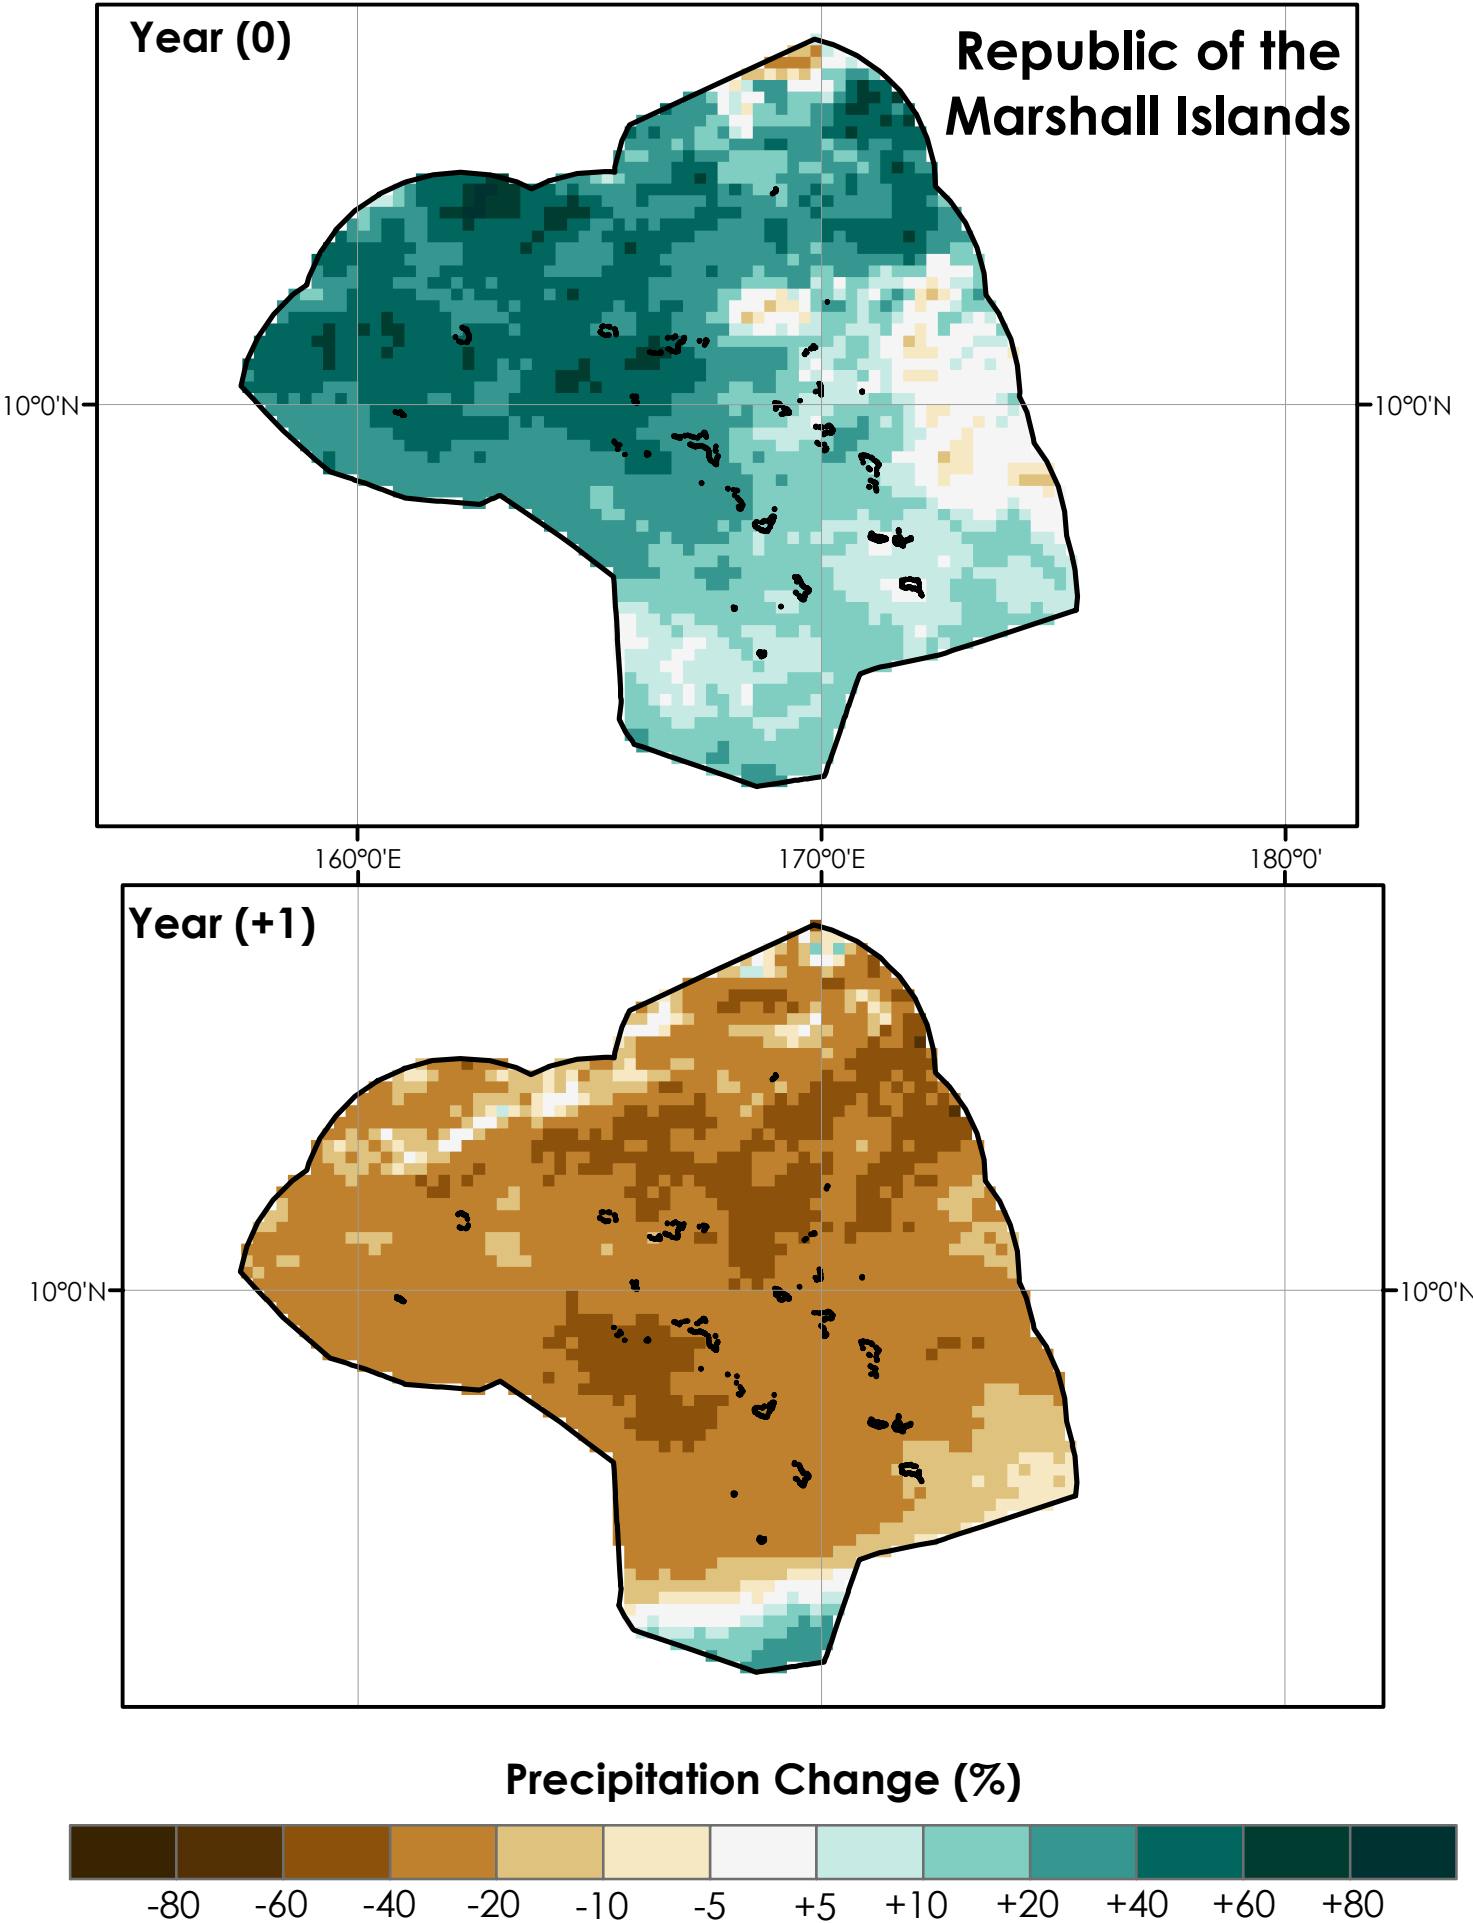 Year (0)
Republic of the
Marshall Islands
10°0'N
10°0'N
160°0'E
170°0'E
180°0'
Year (+1)
10°0'N
10°0'N
Precipitation Change (%)
-80
-60
-40
-20
-10
-5
+5
+10
+20
+40
+60
+80